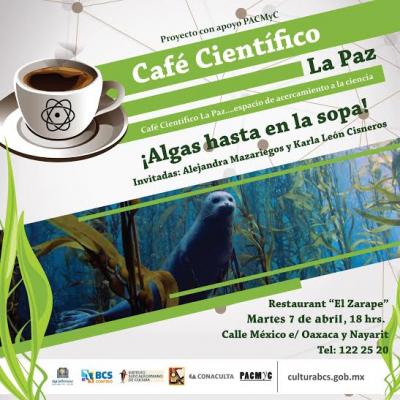 Proyecto con apoyo PACMyC
Café Científico
La Paz
Café Científico La Paz....espacio de acercamiento a la ciencia
¡Algas hasta en la sopa!
Invitadas: Alejandra Mazariegos y Karla León Cisneros
Restaurant "El Zarape"
Martes 7 de abril, 18 hrs.
Calle México e/ Oaxaca y Nayarit
Tel: 122 25 20
BCS
CONACULTA
PACMYC
culturabcs.gob.mx